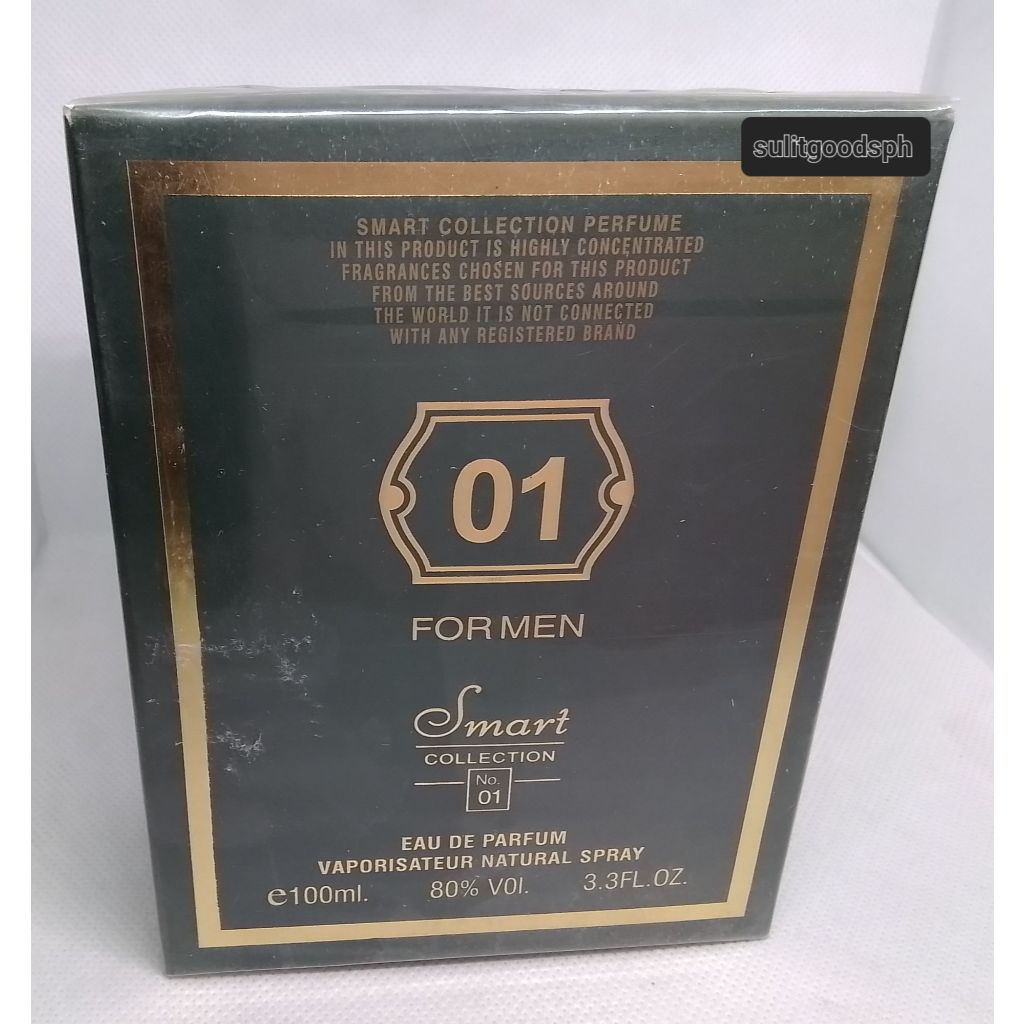 sulitgoodsph
SMART COLLECTION PERFUME
IN THIS PRODUCT IS HIGHLY CONCENTRATED
FRAGRANCES CHOSEN FOR THIS PRODUCT
FROM THE BEST SOURCES AROUND
THE WORLD IT IS NOT CONNECTED
WITH ANY REGISTERED BRAND
01
FOR MEN
Smart
COLLECTION
No.
01
EAU DE PARFUM
VAPORISATEUR NATURAL SPRAY
e100ml. 80% VOl. 3.3FL.OZ.